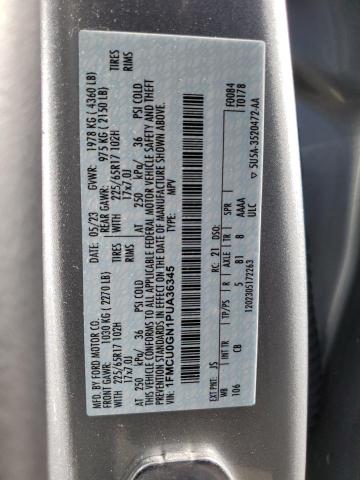 MFD. BY FORD MOTOR CO.
DATE: 05/23 GVWR: 1978 KG ( 4360 LB)
FRONT GAWR: 1030 KG ( 2270 LB) REAR GAWR: 975 KG ( 2150 LB)
225/65R17 102H TIRES WITH 225/65R17 102H TIRES
17x7.0J RIMS 17x7.0J RIMS
AT 250 kPa/ 36 PSI COLD AT 250 kPa/ 36 PSI COLD
THIS VEHICLE CONFORMS TO ALL APPLICABLE FEDERAL MOTOR VEHICLE SAFETY AND THEFT
PREVENTION STANDARDS IN EFFECT ON THE DATE OF MANUFACTURE SHOWN ABOVE.
VIN: 1FMCU0GN1PUA36345
TYPE: MPV
F0084
T0178
EXT PNT: JS RC: 21 DSO:
WB INT TR TP/PS R AXLE TR SPR
106 CB 5 81 8 AAAA
ULC
1202305172263
5U5A-3520472-AA